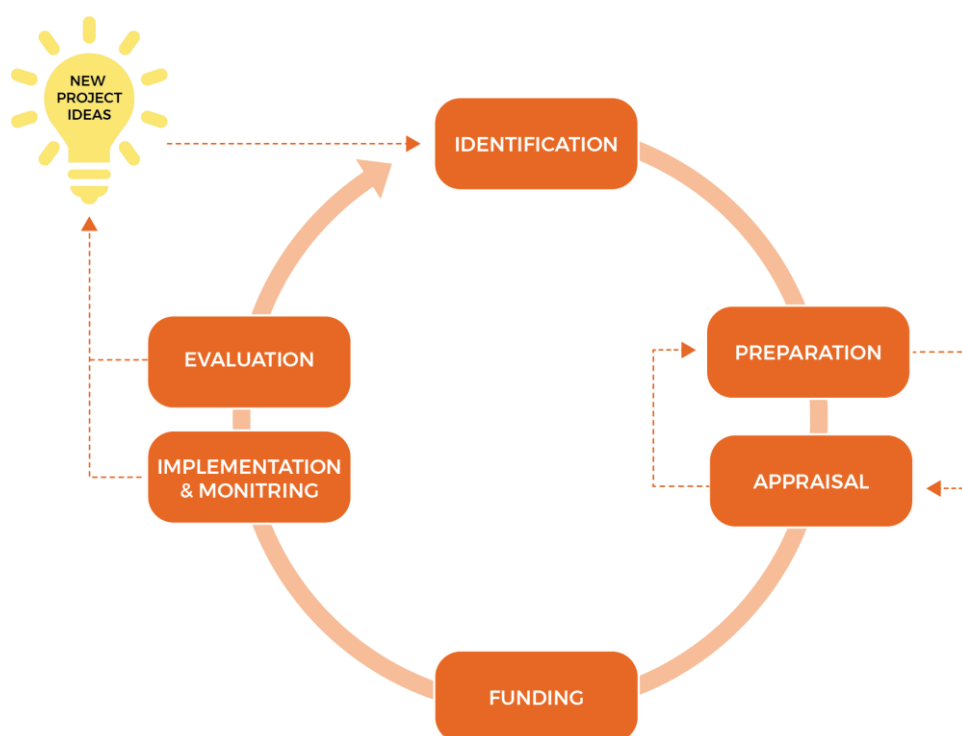 NEW
PROJECT
IDEAS
IDENTIFICATION
PREPARATION
APPRAISAL
FUNDING
IMPLEMENTATION
& MONITRING
EVALUATION